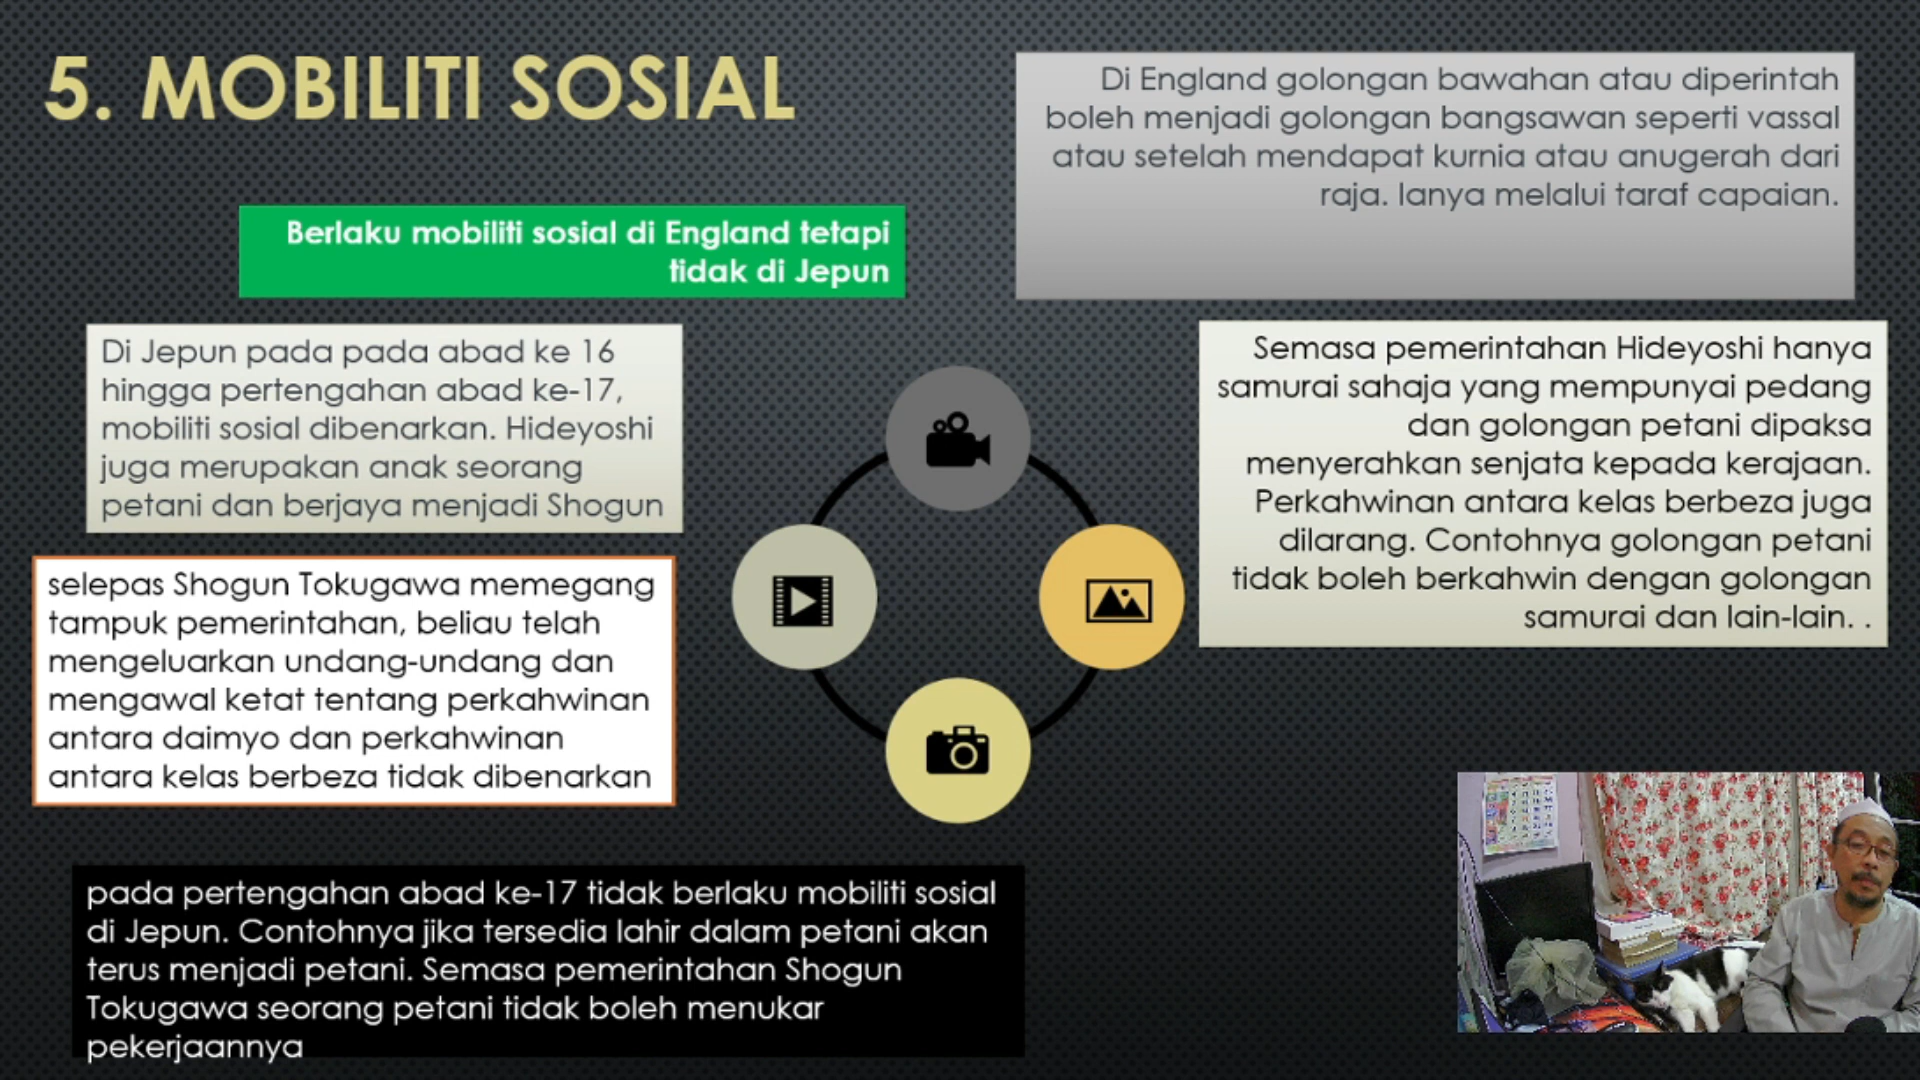 5. MOBILITI SOSIAL
Di England golongan bawahan atau diperintah
boleh menjadi golongan bangsawan seperti vassal
atau setelah mendapat kurnia atau anugerah dari
raja. Ianya melalui taraf capaian.
Berlaku mobiliti sosial di England tetapi
tidak di Jepun
Di Jepun pada pada abad ke 16
hingga pertengahan abad ke-17,
mobiliti sosial dibenarkan. Hideyoshi
juga merupakan anak seorang
petani dan berjaya menjadi Shogun
Semasa pemerintahan Hideyoshi hanya
samurai sahaja yang mempunyai pedang
dan golongan petani dipaksa
menyerahkan senjata kepada kerajaan.
Perkahwinan antara kelas berbeza juga
dilarang. Contohnya golongan petani
tidak boleh berkahwin dengan golongan
samurai dan lain-lain. .
selepas Shogun Tokugawa memegang
tampuk pemerintahan, beliau telah
mengeluarkan undang-undang dan
mengawal ketat tentang perkahwinan
antara daimyo dan perkahwinan
antara kelas berbeza tidak dibenarkan
pada pertengahan abad ke-17 tidak berlaku mobiliti sosial
di Jepun. Contohnya jika tersedia lahir dalam petani akan
terus menjadi petani. Semasa pemerintahan Shogun
Tokugawa seorang petani tidak boleh menukar
pekerjaannya